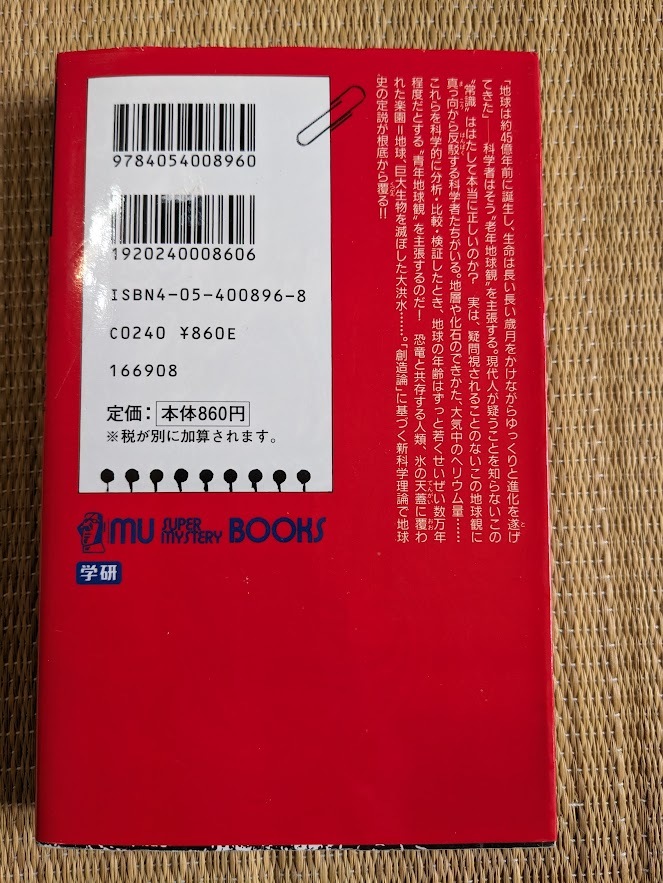 「地球は約45億年前に誕生し、生命は長い長い歳月をかけながらゆっくりと進化を遂げ
てきた」――科学者はそう“老年地球観”を主張する。現代人が疑うことを知らないこの
“常識”ははたして本当に正しいのか？　実は、疑問視されることのないこの地球観に
真っ向から反駁する科学者たちがいる。地層や化石のできかた、大気中のヘリウム量……
これらを科学的に分析・比較・検証したとき、地球の年齢はずっと若くせいぜい数万年
程度だとする“青年地球観”を主張するのだ！　恐竜と共存する人類、氷の天蓋に覆わ
れた楽園＝地球、巨大生物を滅ぼした大洪水……。「創造論」に基づく新科学理論で地球
史の定説が根底から覆る!!
9784054008960
1920240008606
ISBN4-05-400896-8
C0240 ¥860E
166908
定価：本体860円
※税が別に加算されます。
MU SUPER MYSTERY BOOKS
学研